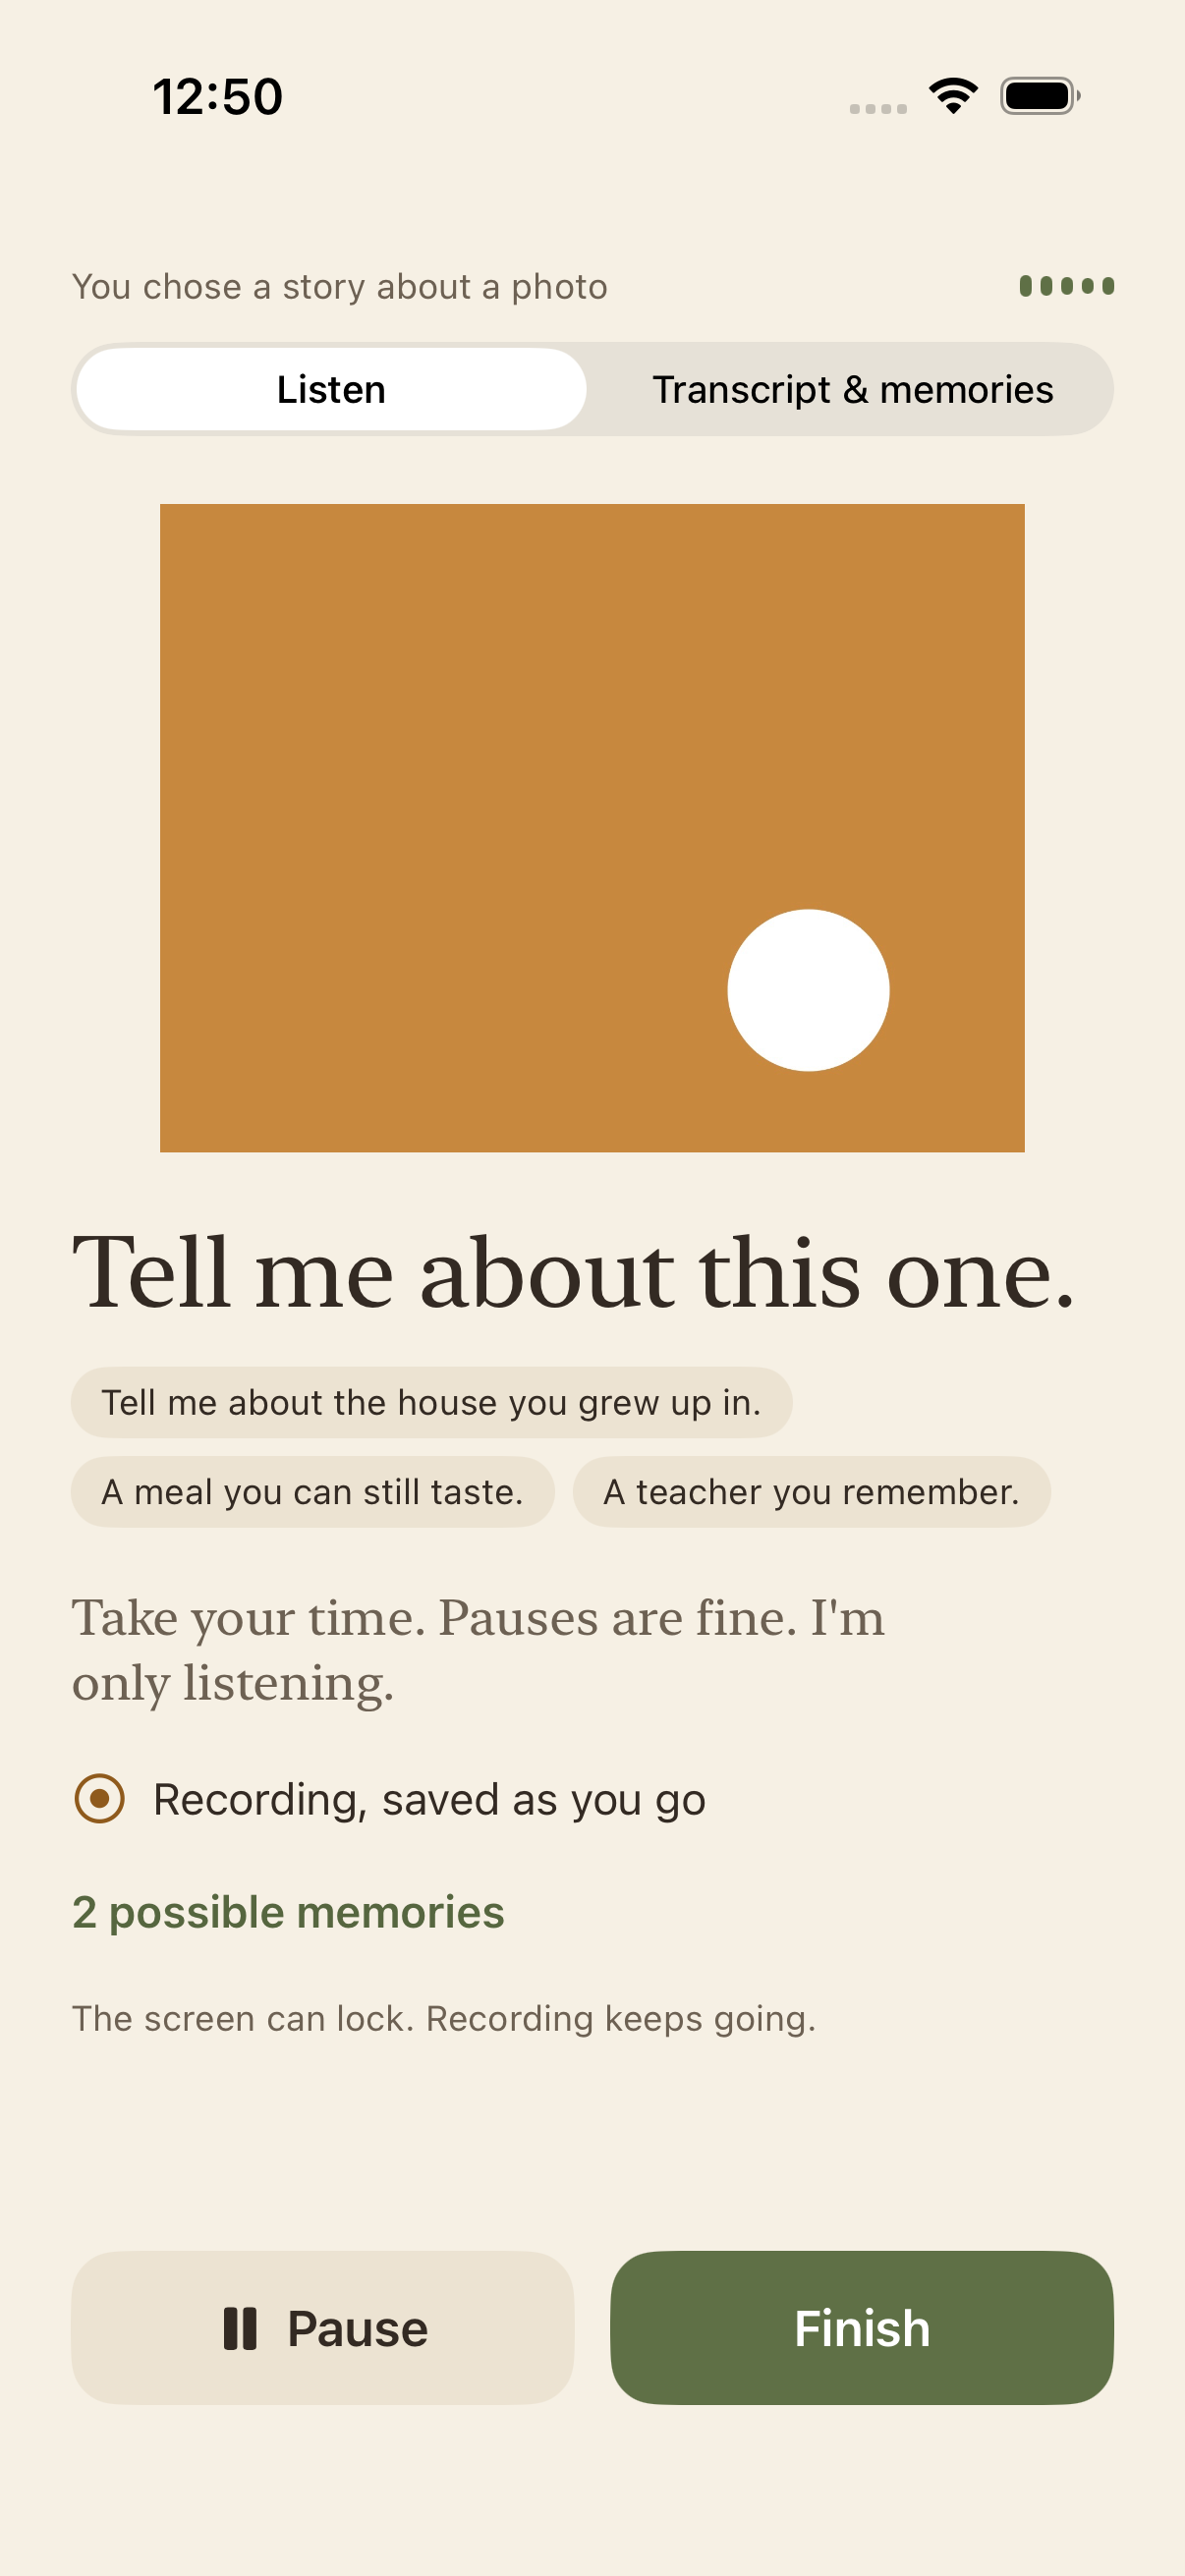 12:50
You chose a story about a photo
Listen
Transcript & memories
Tell me about this one.
Tell me about the house you grew up in.
A meal you can still taste.
A teacher you remember.
Take your time. Pauses are fine. I'm
only listening.
Recording, saved as you go
2 possible memories
The screen can lock. Recording keeps going.
Pause
Finish